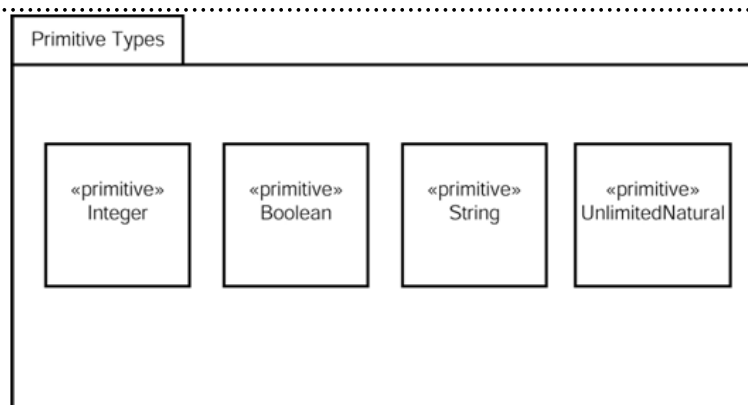 Primitive Types
«primitive»
Integer
«primitive»
Boolean
«primitive»
String
«primitive»
UnlimitedNatural